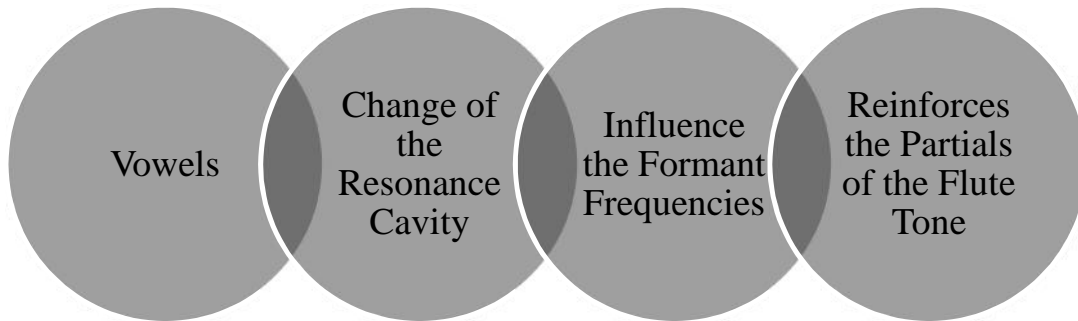 Vowels
Change of
the
Resonance
Cavity
Influence
the Formant
Frequencies
Reinforces
the Partials
of the Flute
Tone